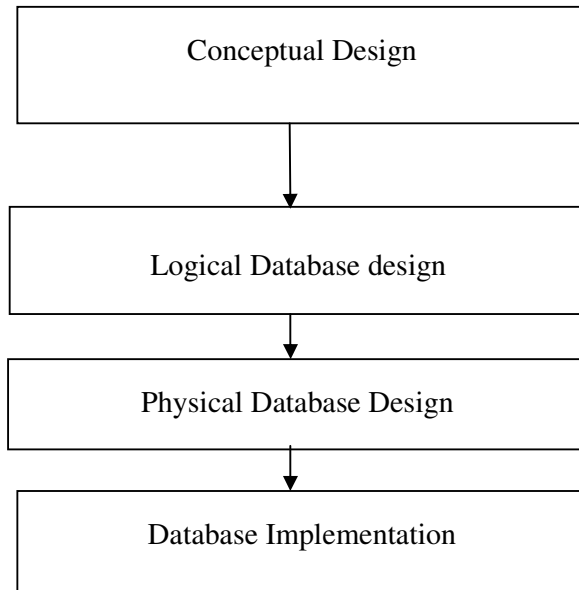 Conceptual Design
Logical Database design
Physical Database Design
Database Implementation